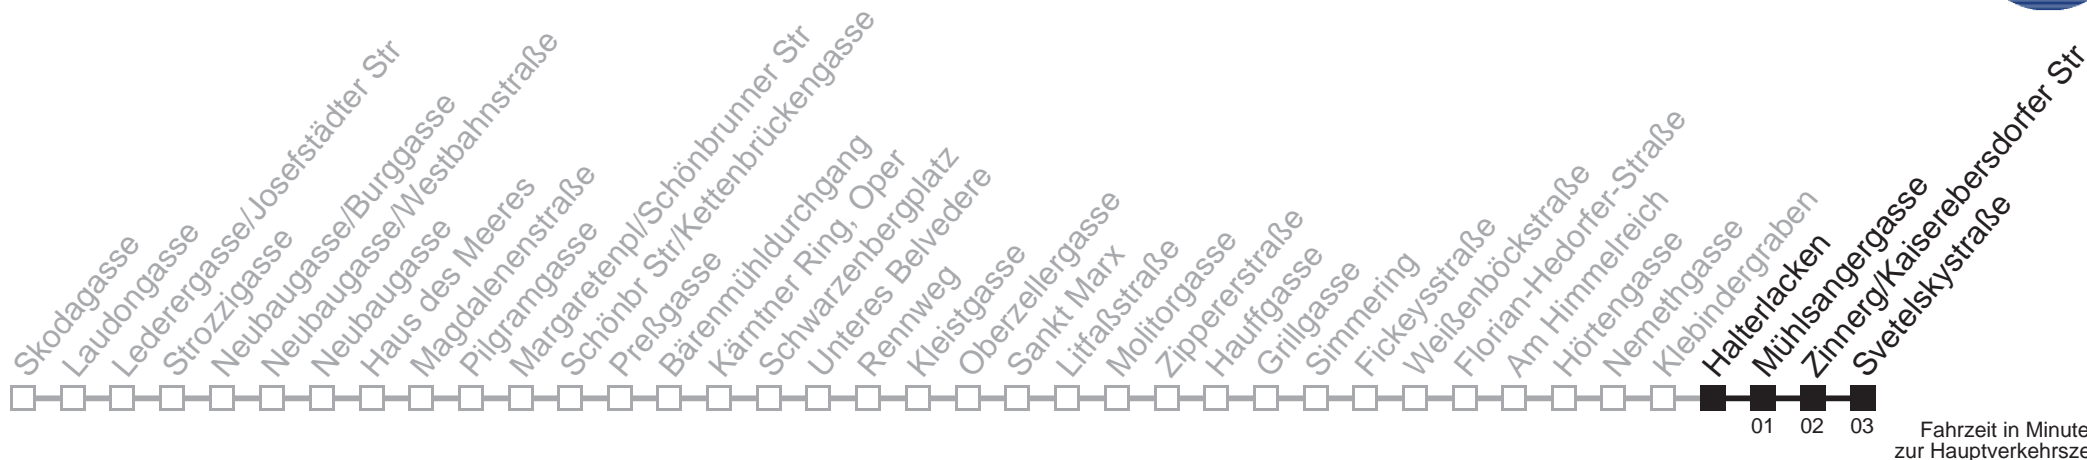 Skodagasse
Laudongasse
Lederergasse/Josefstädter Str
Strozzigasse
Neubaugasse/Burggasse
Neubaugasse/Westbahnstraße
Neubaugasse
Haus des Meeres
Magdalenenstraße
Pilgramgasse
Margaretenpl/Schönbrunner Str
Schönbr Str/Kettenbrückengasse
Preßgasse
Bärenmühldurchgang
Kärntner Ring, Oper
Schwarzenbergplatz
Unteres Belvedere
Rennweg
Kleistgasse
Oberzellergasse
Sankt Marx
Litfaßstraße
Molitorgasse
Zippererstraße
Hauffgasse
Grillgasse
Simmering
Fickeysstraße
Weißenböckstraße
Florian-Hedorfer-Straße
Am Himmelreich
Hörtengasse
Nemethgasse
Klebindergraben
Halterlacken
Mühlsangergasse
Zinnerg/Kaiserebersdorfer Str
Svetelskystraße
01 02 03
Fahrzeit in Minute
zur Hauptverkehrsze